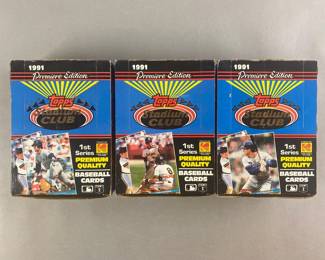 1991
Premiere Edition
Topps
Stadium
CLUB
1st
Series
PREMIUM
QUALITY
BASEBALL
CARDS
1991
Premiere Edition
Topps
Stadium
CLUB
1st
Series
PREMIUM
QUALITY
BASEBALL
CARDS
1991
Premiere Edition
Topps
Stadium
CLUB
1st
Series
PREMIUM
QUALITY
BASEBALL
CARDS